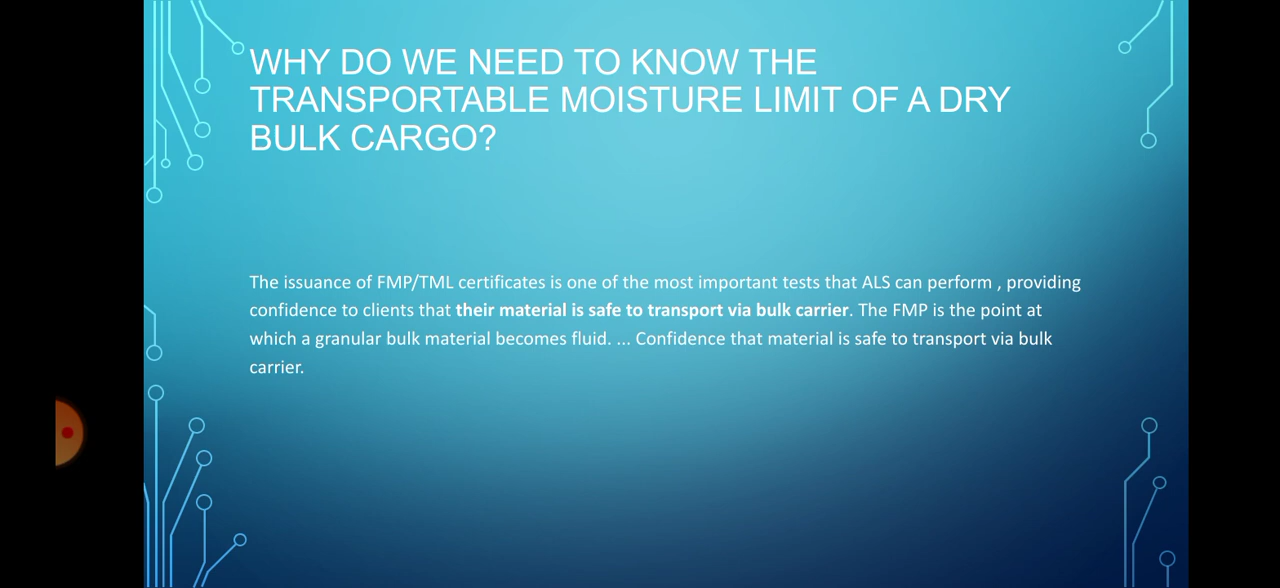 WHY DO WE NEED TO KNOW THE
TRANSPORTABLE MOISTURE LIMIT OF A DRY
BULK CARGO?
The issuance of FMP/TML certificates is one of the most important tests that ALS can perform , providing
confidence to clients that their material is safe to transport via bulk carrier. The FMP is the point at
which a granular bulk material becomes fluid. ... Confidence that material is safe to transport via bulk
carrier.